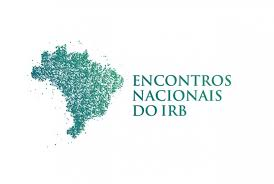 ENCONTROS
NACIONAIS
DO IRB